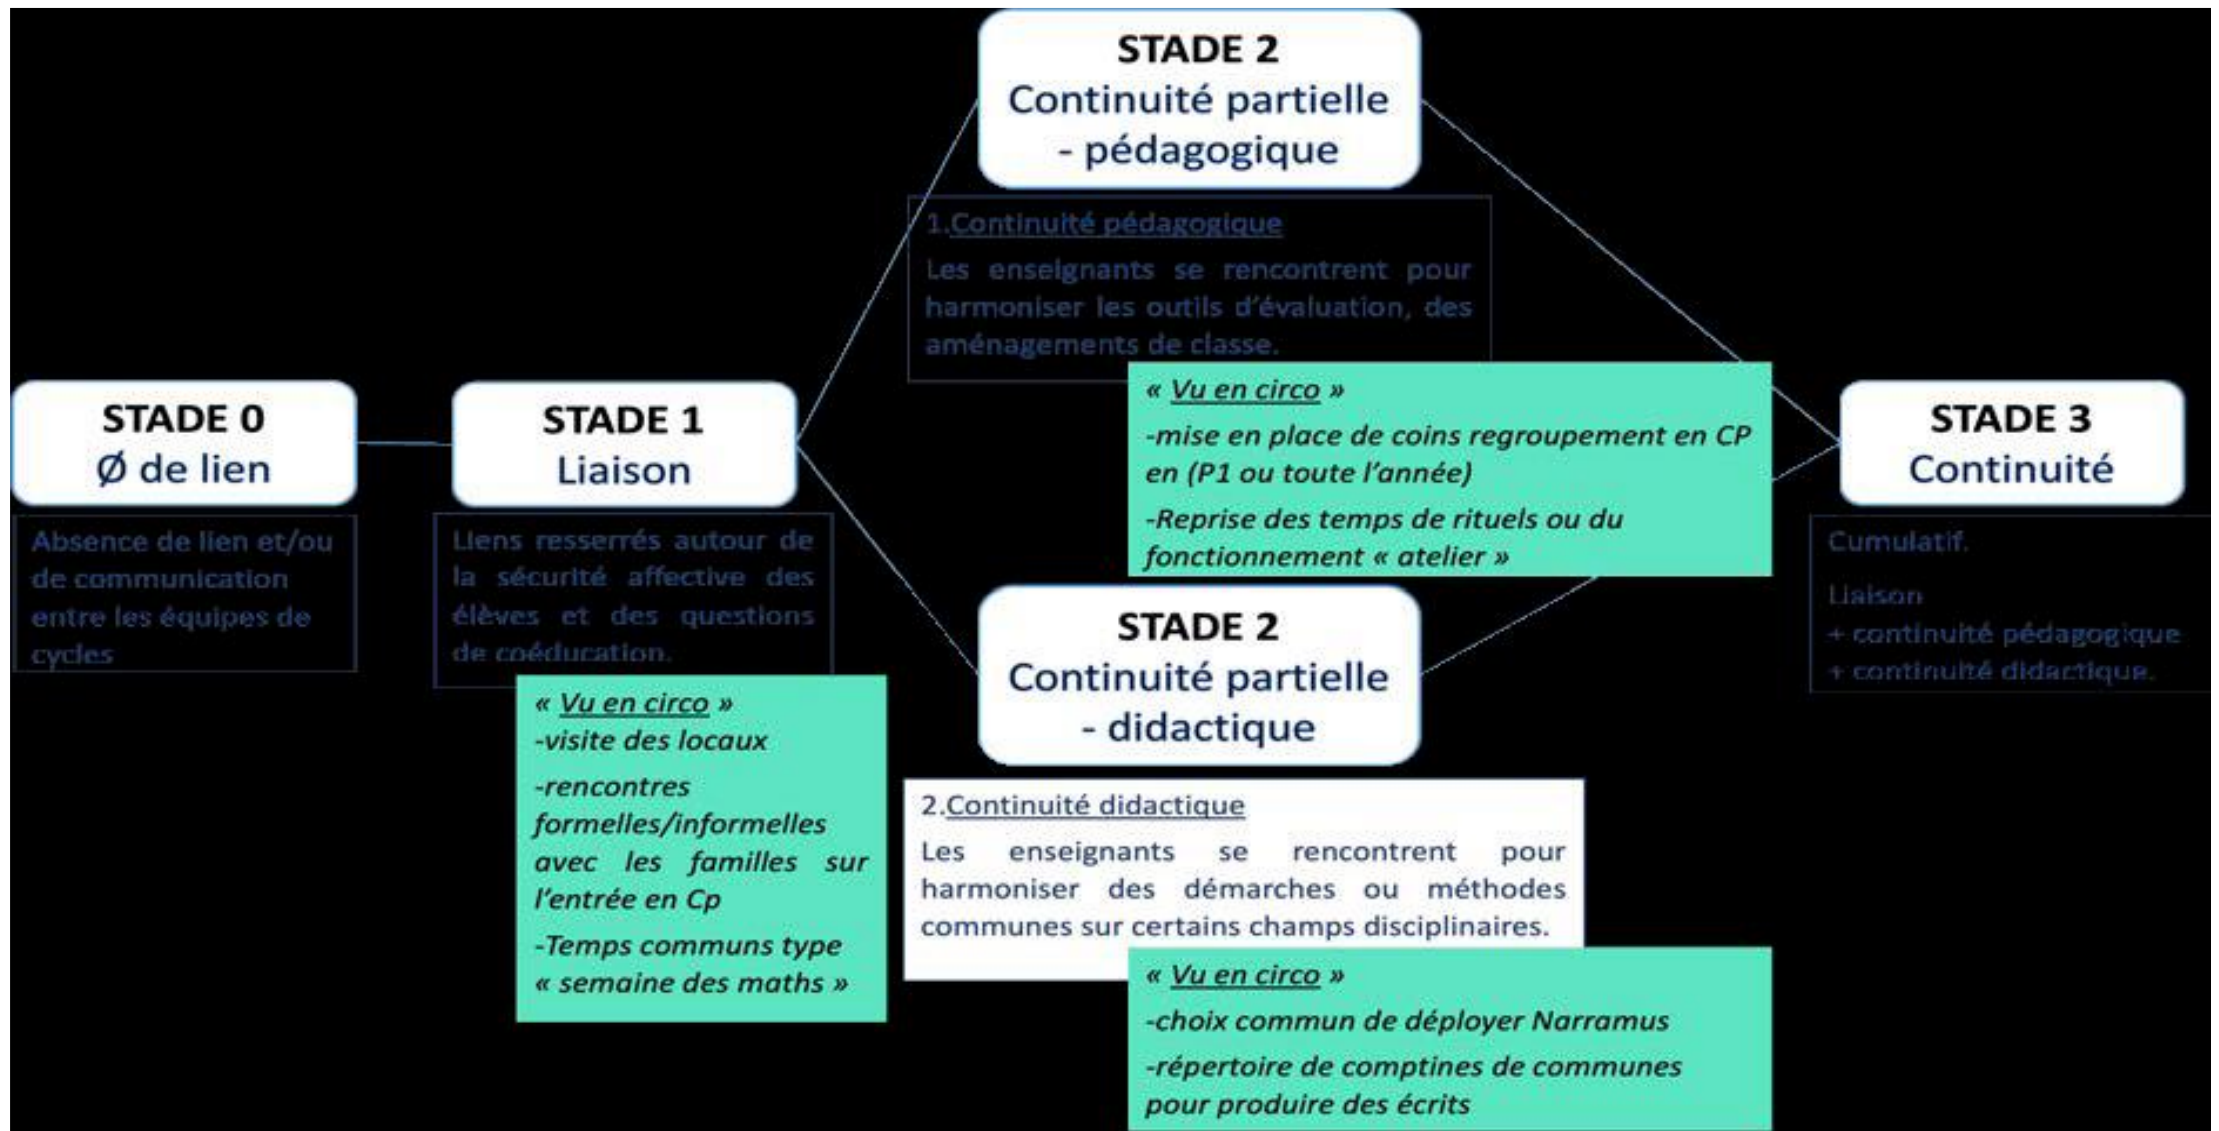 STADE 0
Ø de lien
Absence de lien et/ou
de communication
entre les équipes de
cycles
STADE 1
Liaison
Liens resserrés autour de
la sécurité affective des
élèves et des questions
de coéducation.
« Vu en circo »
-visite des locaux
-rencontres
formelles/informelles
avec les familles sur
l'entrée en Cp
-Temps communs type
« semaine des maths »
STADE 2
Continuité partielle
- pédagogique
1.Continuité pédagogique
Les enseignants se rencontrent pour
harmoniser les outils d'évaluation, des
aménagements de classe.
« Vu en circo »
-mise en place de coins regroupement en CP
en (P1 ou toute l'année)
-Reprise des temps de rituels ou du
fonctionnement « atelier »
STADE 2
Continuité partielle
- didactique
2.Continuité didactique
Les enseignants se rencontrent pour
harmoniser des démarches ou méthodes
communes sur certains champs disciplinaires.
« Vu en circo »
-choix commun de déployer Narramus
-répertoire de comptines de communes
pour produire des écrits
STADE 3
Continuité
Cumulatif.
Liaison
+ continuité pédagogique
+ continuité didactique.